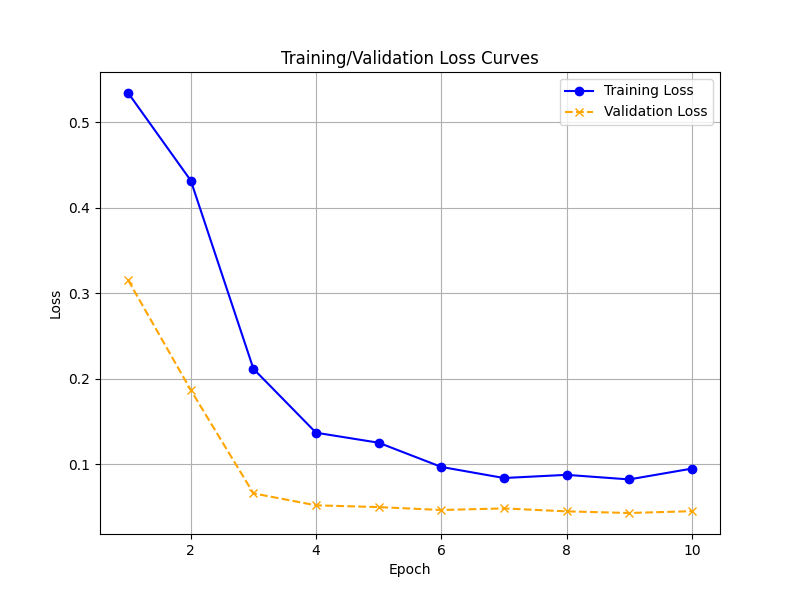 Training/Validation Loss Curves
Training Loss
Validation Loss
0.5
0.4
0.3
0.2
0.1
Loss
2 4 6 8 10
Epoch